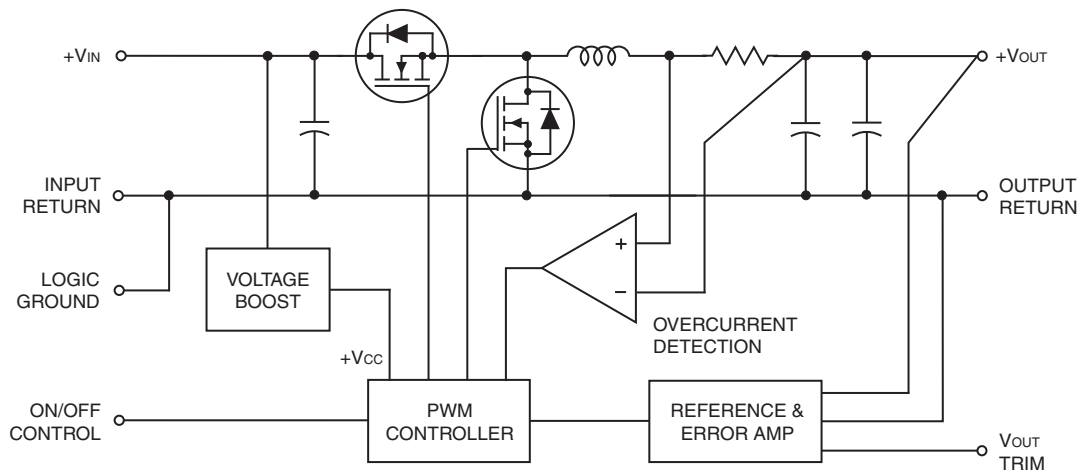 +VIN
+VOUT
INPUT
RETURN
OUTPUT
RETURN
LOGIC
GROUND
VOLTAGE
BOOST
+
–
OVERCURRENT
DETECTION
+VCC
ON/OFF
CONTROL
PWM
CONTROLLER
REFERENCE &
ERROR AMP
VOUT
TRIM